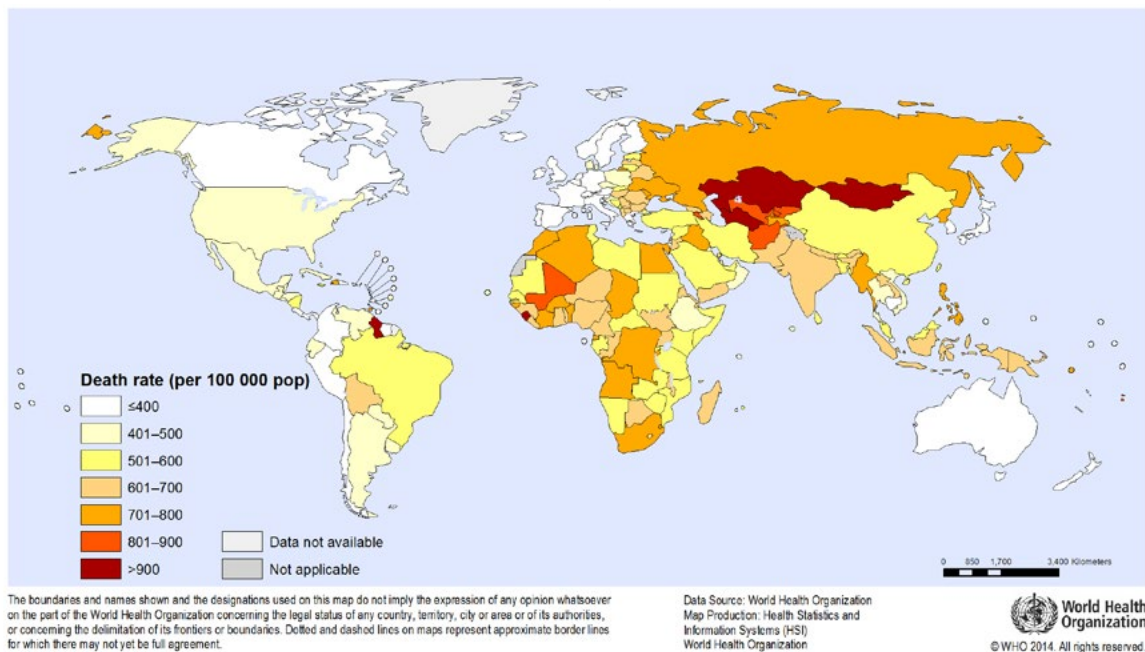 Death rate (per 100 000 pop)
≤400
401–500
501–600
601–700
701–800
801–900
>900
Data not available
Not applicable
0 850 1,700 3,400 Kilometers
The boundaries and names shown and the designations used on this map do not imply the expression of any opinion whatsoever
on the part of the World Health Organization concerning the legal status of any country, territory, city or area or of its authorities,
or concerning the delimitation of its frontiers or boundaries. Dotted and dashed lines on maps represent approximate border lines
for which there may not yet be full agreement.
Data Source: World Health Organization
Map Production: Health Statistics and
Information Systems (HSI)
World Health Organization
World Health
Organization
© WHO 2014. All rights reserved